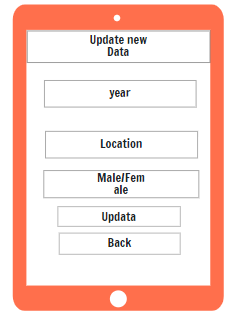 Update new
Data
year
Location
Male/Fem
ale
Updata
Back